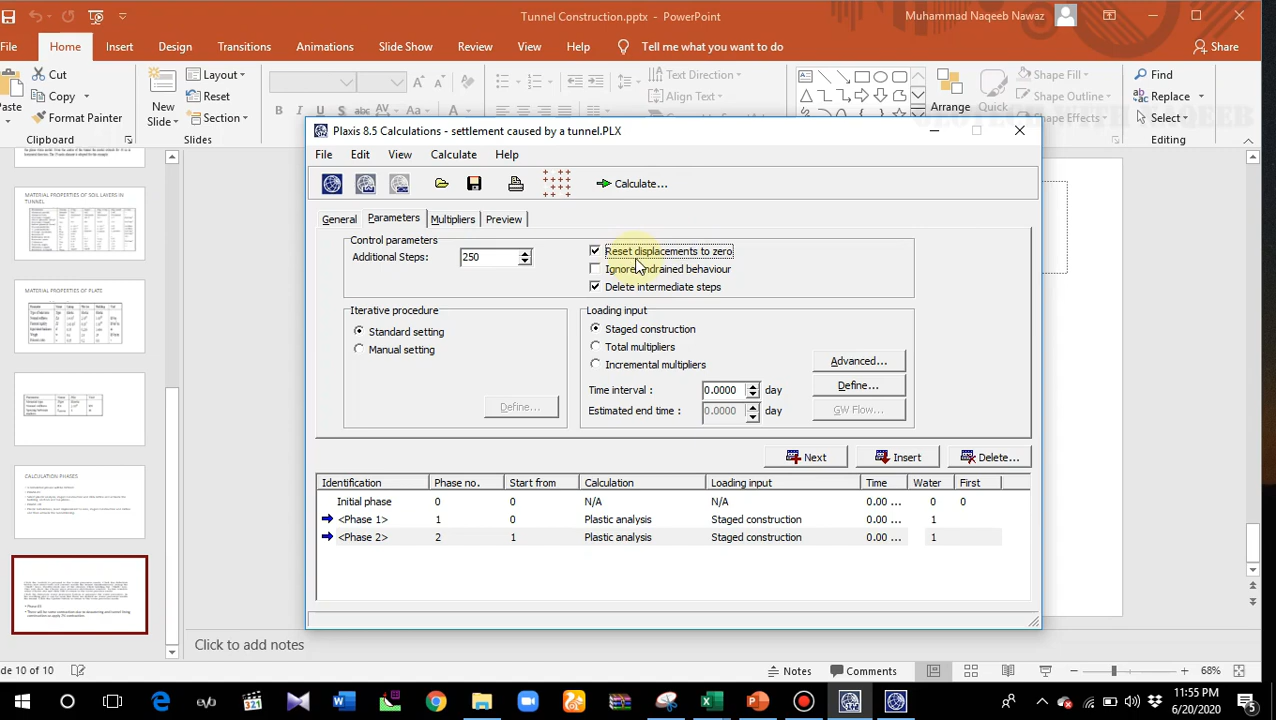 Tunnel Construction.pptx - PowerPoint
Muhammad Naqeeb Nawaz
File Home Insert Design Transitions Animations Slide Show Review View Help Tell me what you want to do Share
Cut
Copy
Format Painter
Paste
Clipboard
New Slide
Layout
Reset
Section
Slides
Text Direction
Align Text
Arrange
Quick
Shape Fill
Shape Outline
Shape Effects
Find
Replace
Select
Editing
Plaxis 8.5 Calculations - settlement caused by a tunnel.PLX
File Edit View Calculate Help
Calculate...
General Parameters Multipliers Preview
Control parameters
Additional Steps: 250
Reset displacements to zero
Ignore undrained behaviour
Delete intermediate steps
Iterative procedure
Standard setting
Manual setting
Define...
Loading input
Staged construction
Total multipliers
Incremental multipliers
Advanced...
Time interval : 0.0000 day Define...
Estimated end time : 0.0000 day GW Flow...
Next Insert Delete...
Identification Phase no. Start from Calculation Loading input Time Water First
Initial phase 0 0 N/A N/A 0.00 ... 0 0
<Phase 1> 1 0 Plastic analysis Staged construction 0.00 ... 1
<Phase 2> 2 1 Plastic analysis Staged construction 0.00 ... 1
MATERIAL PROPERTIES OF SOIL LAYERS IN TUNNEL
MATERIAL PROPERTIES OF PLATE
CALCULATION PHASES
Click to add notes
de 10 of 10
Notes Comments 68%
11:55 PM
6/20/2020